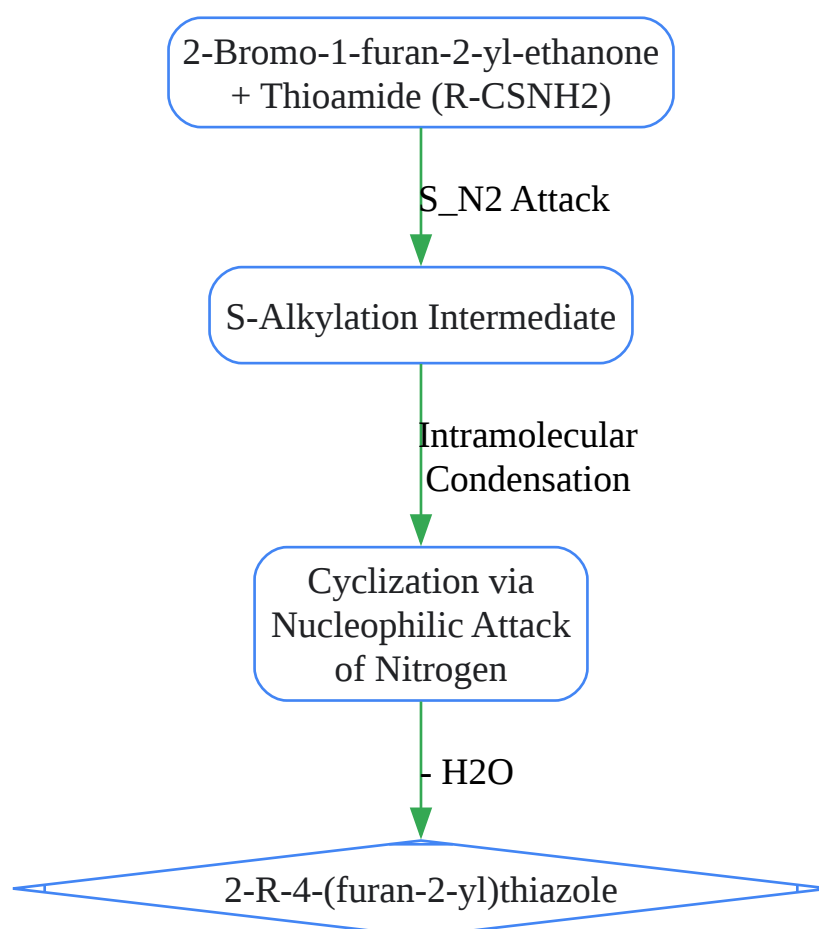 2-Bromo-1-furan-2-yl-ethanone
+ Thioamide (R-CSNH2)
S_N2 Attack
S-Alkylation Intermediate
Intramolecular
Condensation
Cyclization via
Nucleophilic Attack
of Nitrogen
- H2O
2-R-4-(furan-2-yl)thiazole